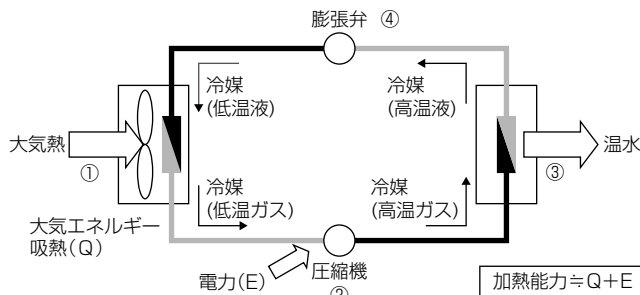 膨張弁 ④
冷媒
(低温液)
冷媒
(高温液)
大気熱
①
温水
③
冷媒
(低温ガス)
冷媒
(高温ガス)
大気エネルギー
吸熱(Q)
電力(E)
圧縮機
②
加熱能力≒Q+E